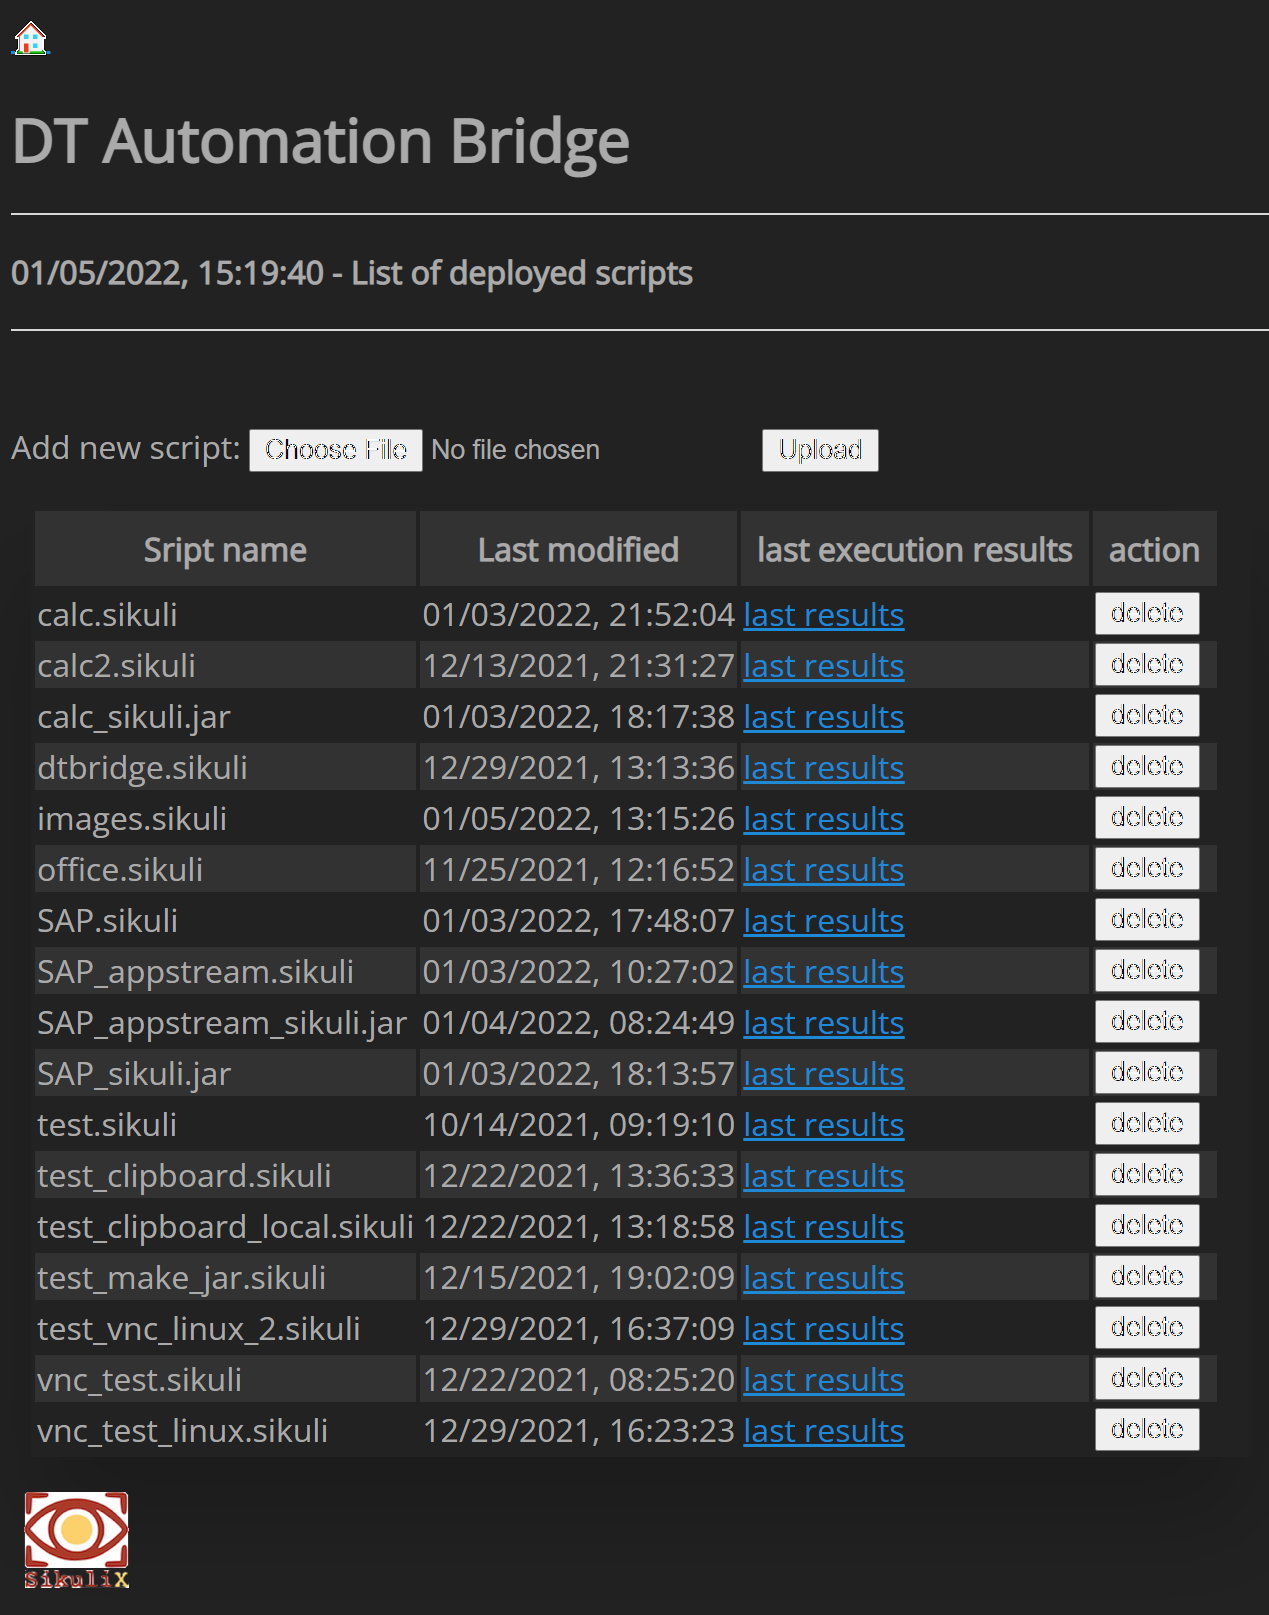 DT Automation Bridge
01/05/2022, 15:19:40 - List of deployed scripts
Add new script: Choose File No file chosen Upload
Sript name Last modified last execution results action
calc.sikuli 01/03/2022, 21:52:04 last results delete
calc2.sikuli 12/13/2021, 21:31:27 last results delete
calc_sikuli.jar 01/03/2022, 18:17:38 last results delete
dtbridge.sikuli 12/29/2021, 13:13:36 last results delete
images.sikuli 01/05/2022, 13:15:26 last results delete
office.sikuli 11/25/2021, 12:16:52 last results delete
SAP.sikuli 01/03/2022, 17:48:07 last results delete
SAP_appstream.sikuli 01/03/2022, 10:27:02 last results delete
SAP_appstream_sikuli.jar 01/04/2022, 08:24:49 last results delete
SAP_sikuli.jar 01/03/2022, 18:13:57 last results delete
test.sikuli 10/14/2021, 09:19:10 last results delete
test_clipboard.sikuli 12/22/2021, 13:36:33 last results delete
test_clipboard_local.sikuli 12/22/2021, 13:18:58 last results delete
test_make_jar.sikuli 12/15/2021, 19:02:09 last results delete
test_vnc_linux_2.sikuli 12/29/2021, 16:37:09 last results delete
vnc_test.sikuli 12/22/2021, 08:25:20 last results delete
vnc_test_linux.sikuli 12/29/2021, 16:23:23 last results delete
SikuliX